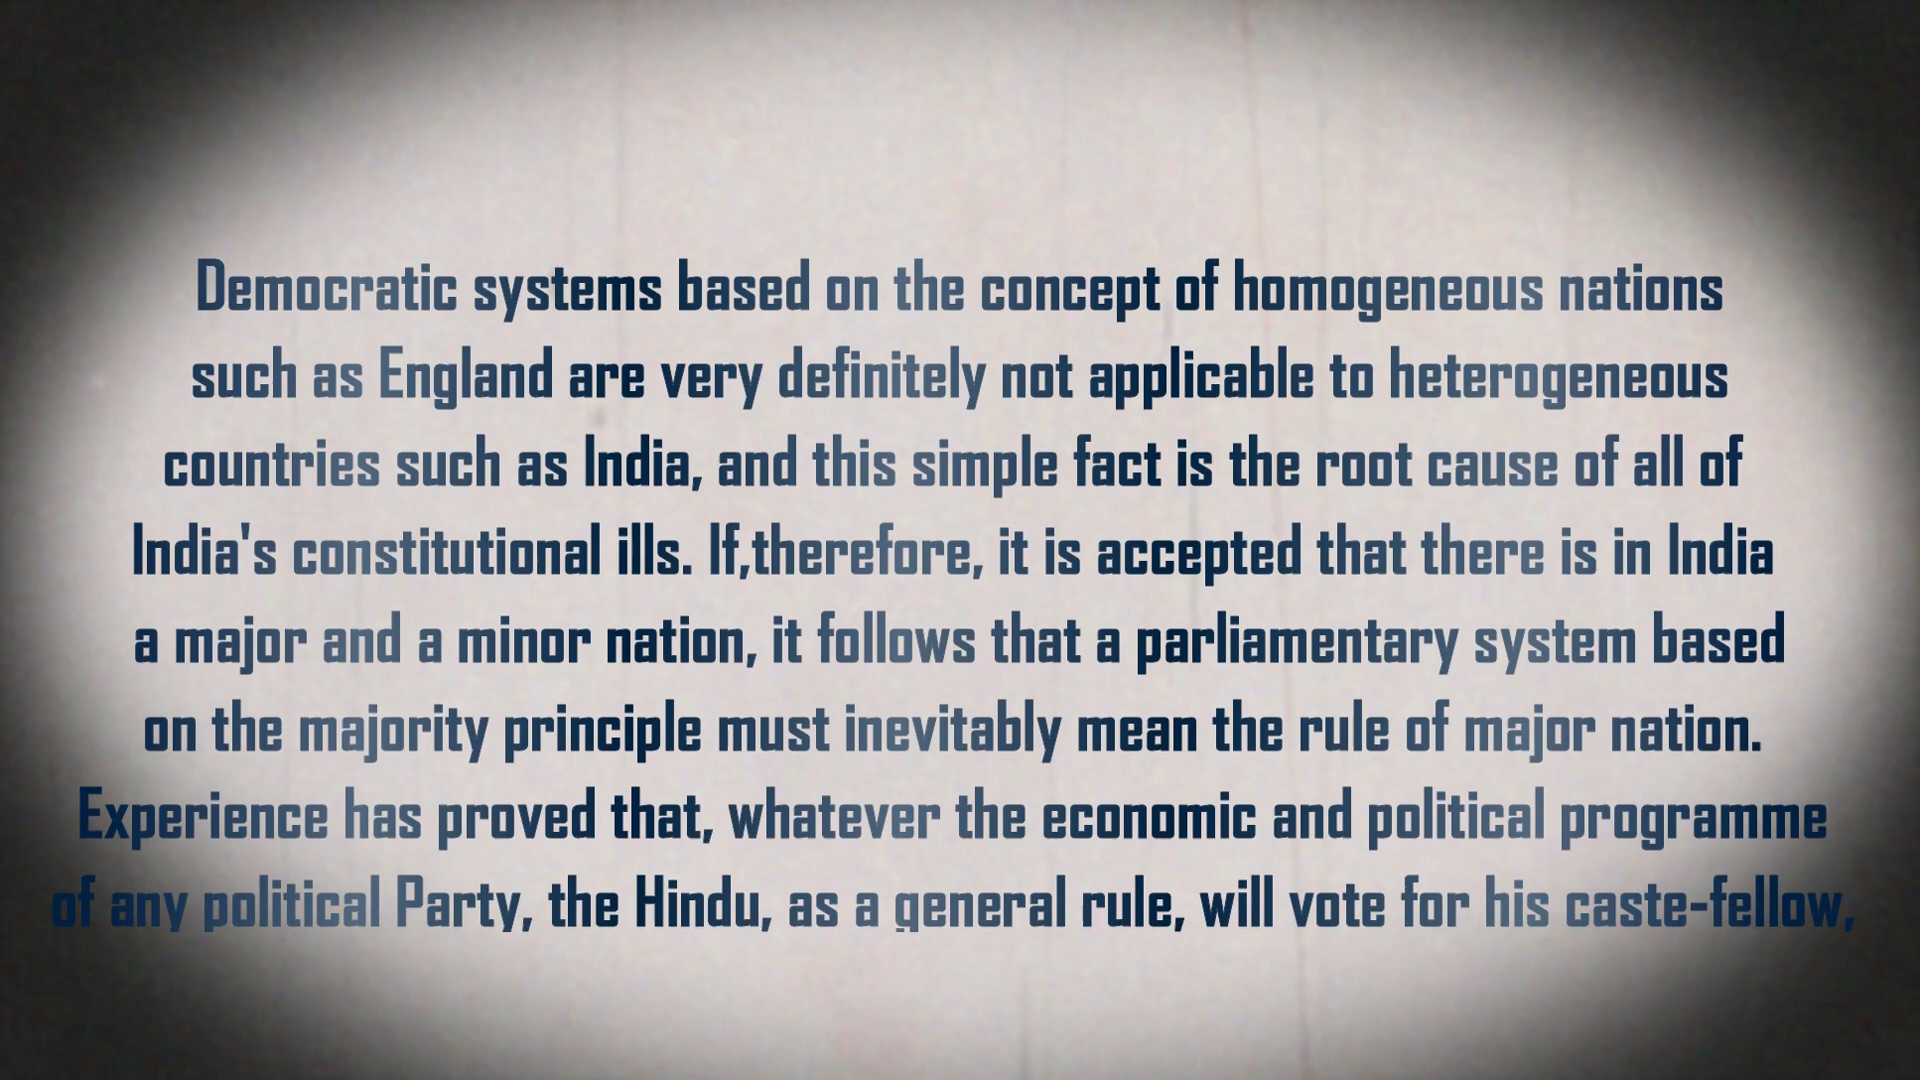 Democratic systems based on the concept of homogeneous nations
such as England are very definitely not applicable to heterogeneous
countries such as India, and this simple fact is the root cause of all of
India's constitutional ills. If,therefore, it is accepted that there is in India
a major and a minor nation, it follows that a parliamentary system based
on the majority principle must inevitably mean the rule of major nation.
Experience has proved that, whatever the economic and political programme
of any political Party, the Hindu, as a general rule, will vote for his caste-fellow,